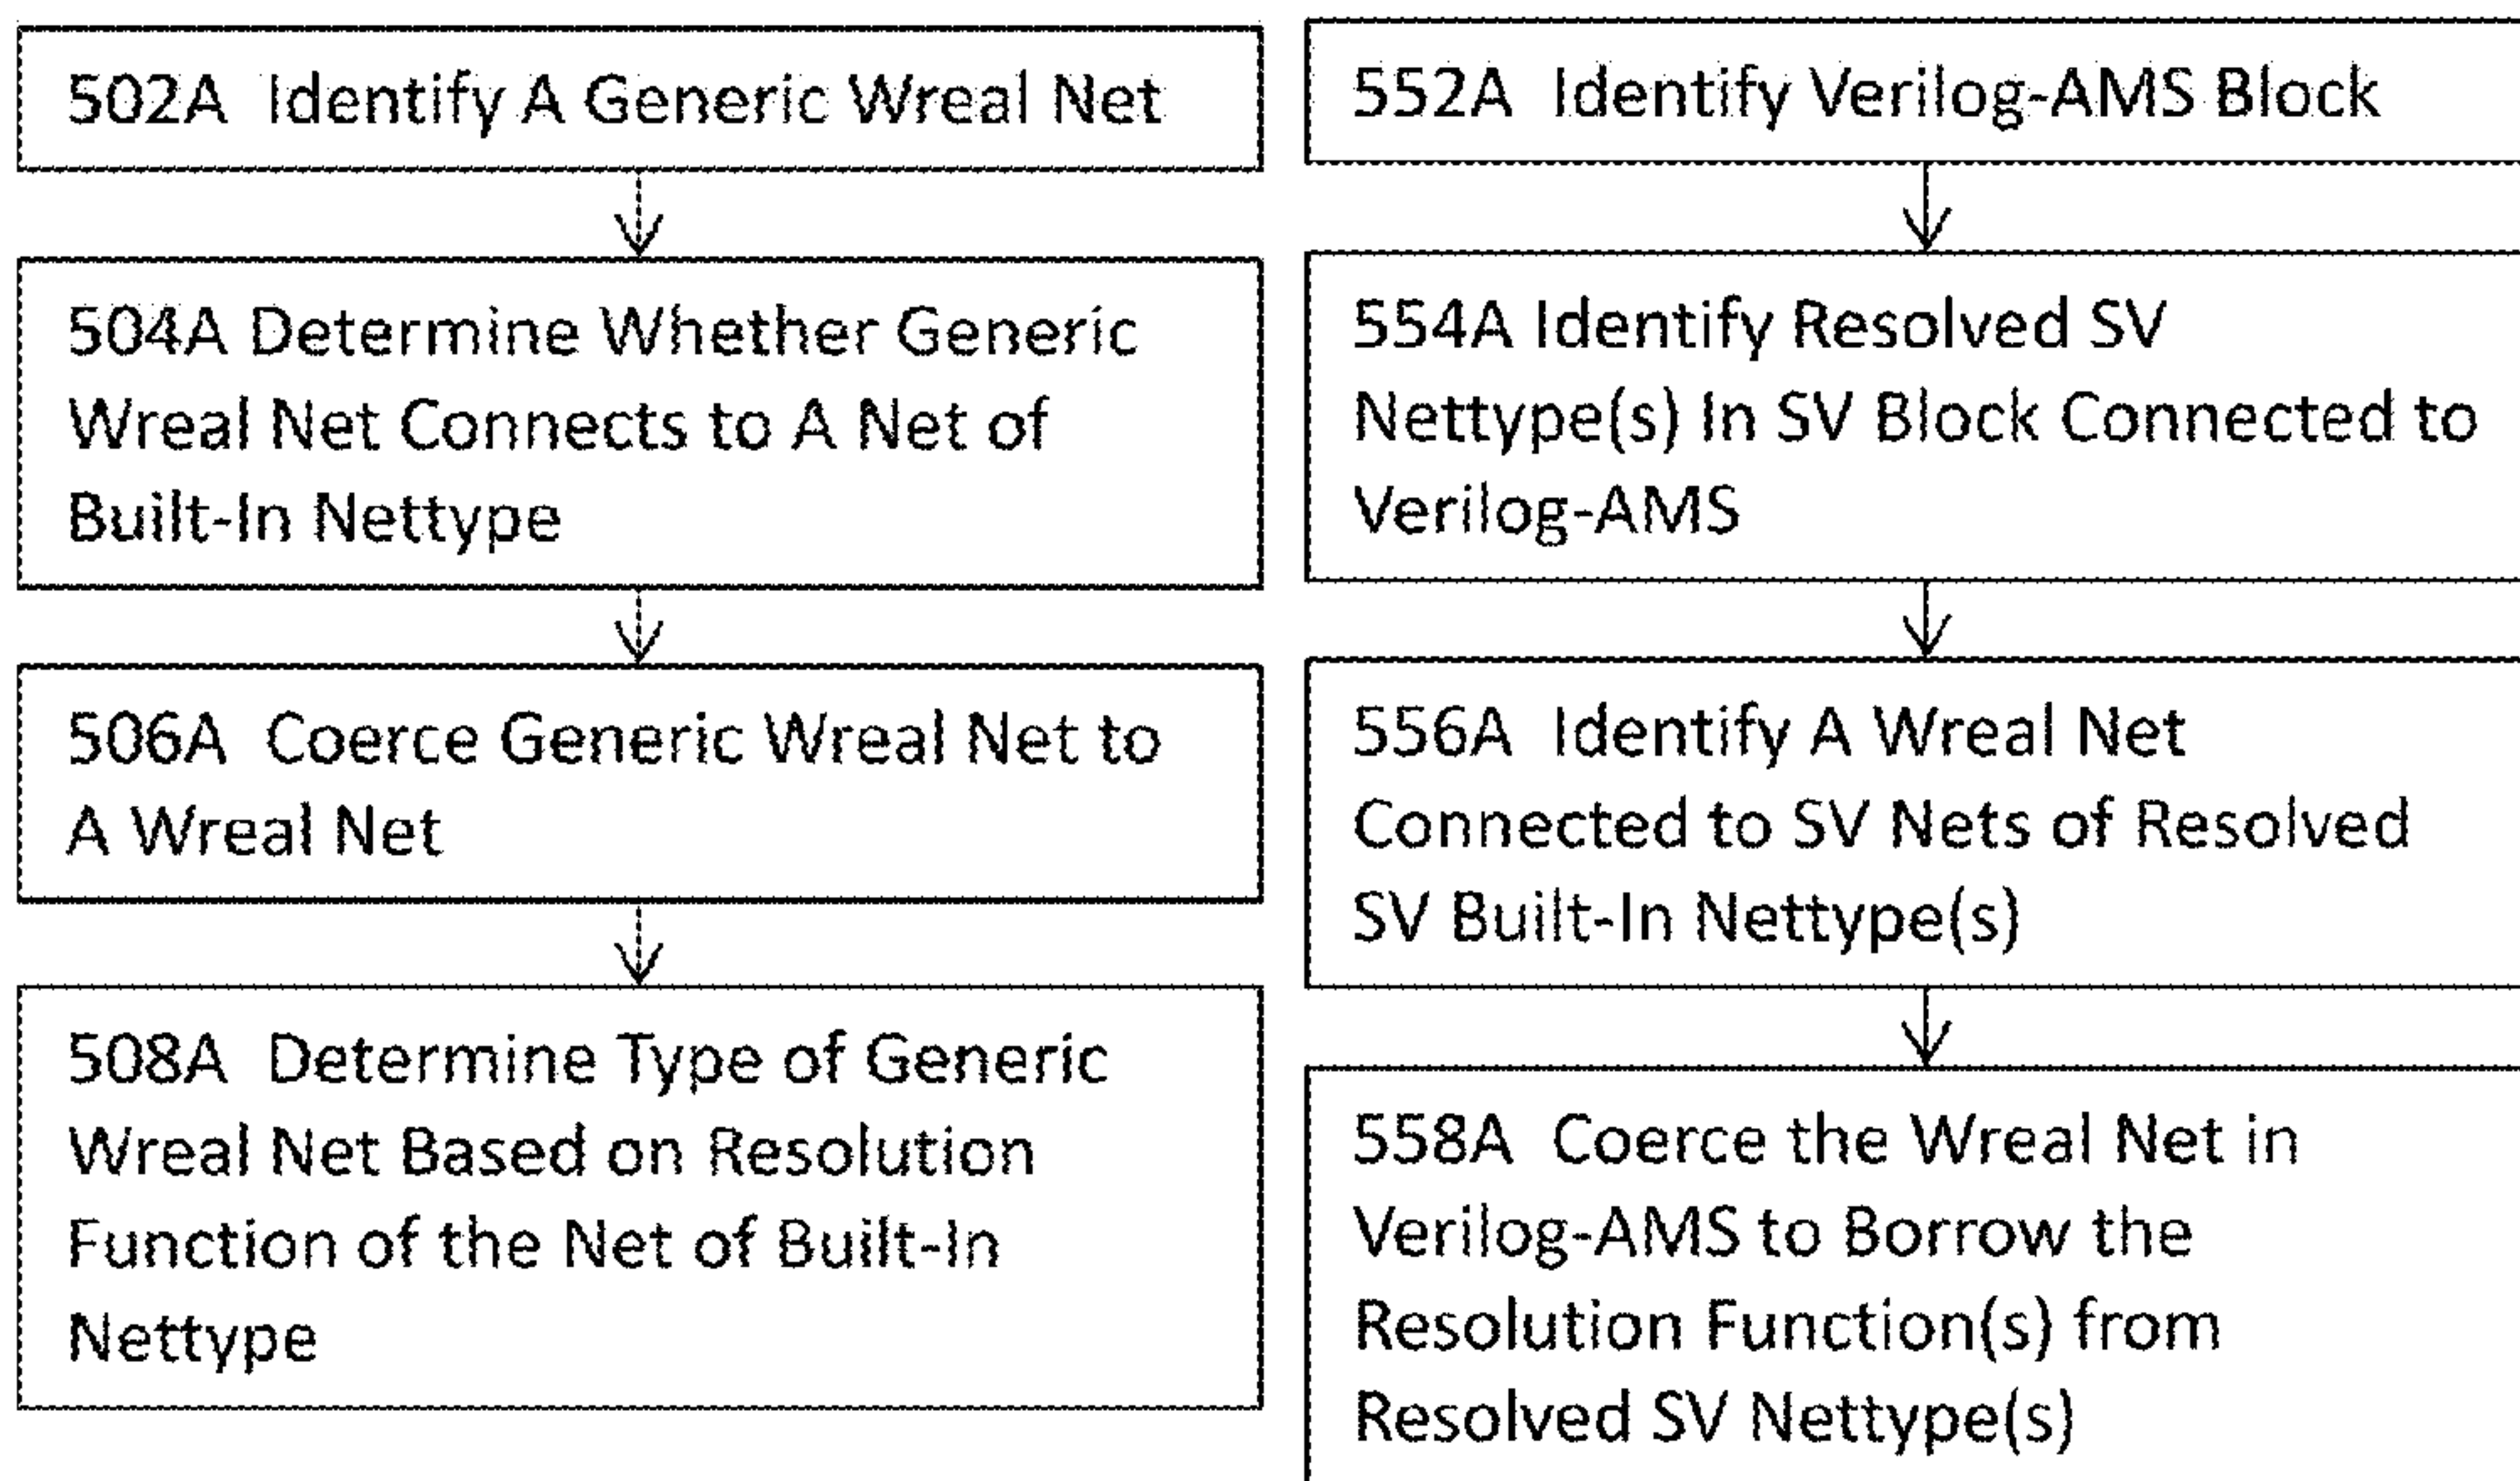 502A Identify A Generic Wreal Net
504A Determine Whether Generic
Wreal Net Connects to A Net of
Built-In Nettype
506A Coerce Generic Wreal Net to
A Wreal Net
508A Determine Type of Generic
Wreal Net Based on Resolution
Function of the Net of Built-In
Nettype
552A Identify Verilog-AMS Block
554A Identify Resolved SV
Nettype(s) In SV Block Connected to
Verilog-AMS
556A Identify A Wreal Net
Connected to SV Nets of Resolved
SV Built-In Nettype(s)
558A Coerce the Wreal Net in
Verilog-AMS to Borrow the
Resolution Function(s) from
Resolved SV Nettype(s)